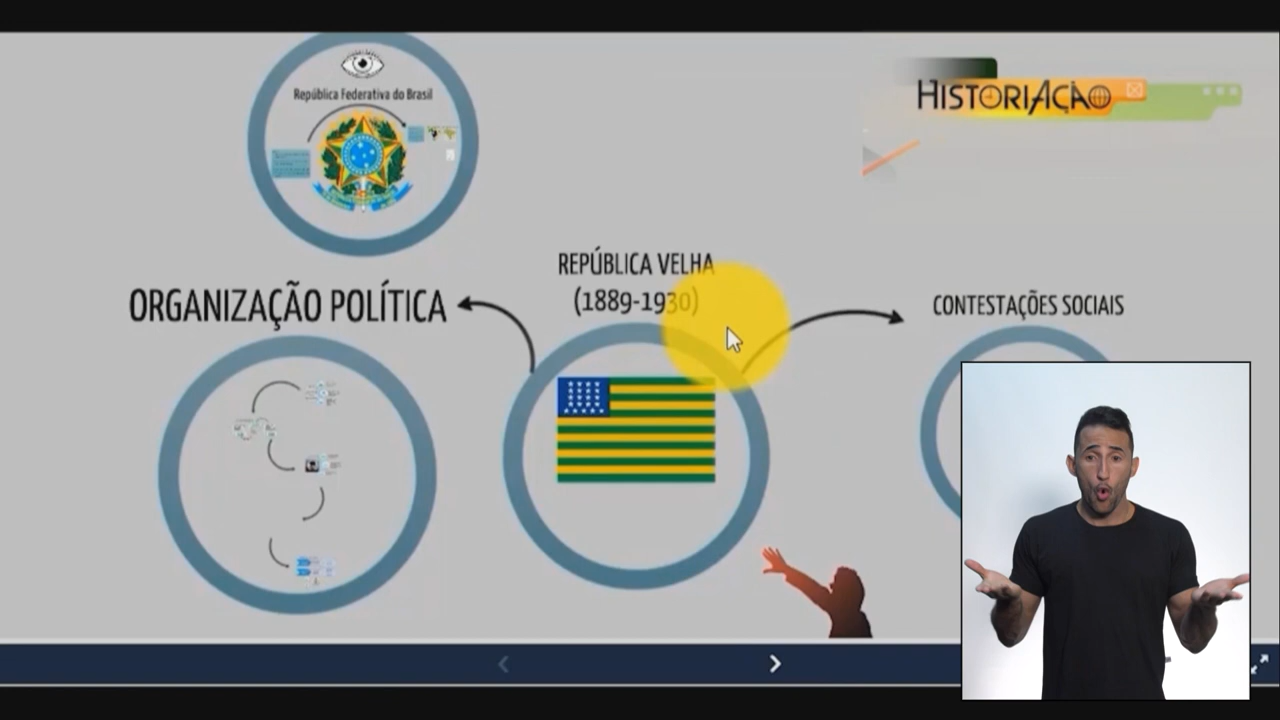 República Federativa do Brasil
HISTORIAÇÃO
REPÚBLICA VELHA
(1889-1930)
ORGANIZAÇÃO POLÍTICA
CONTESTAÇÕES SOCIAIS